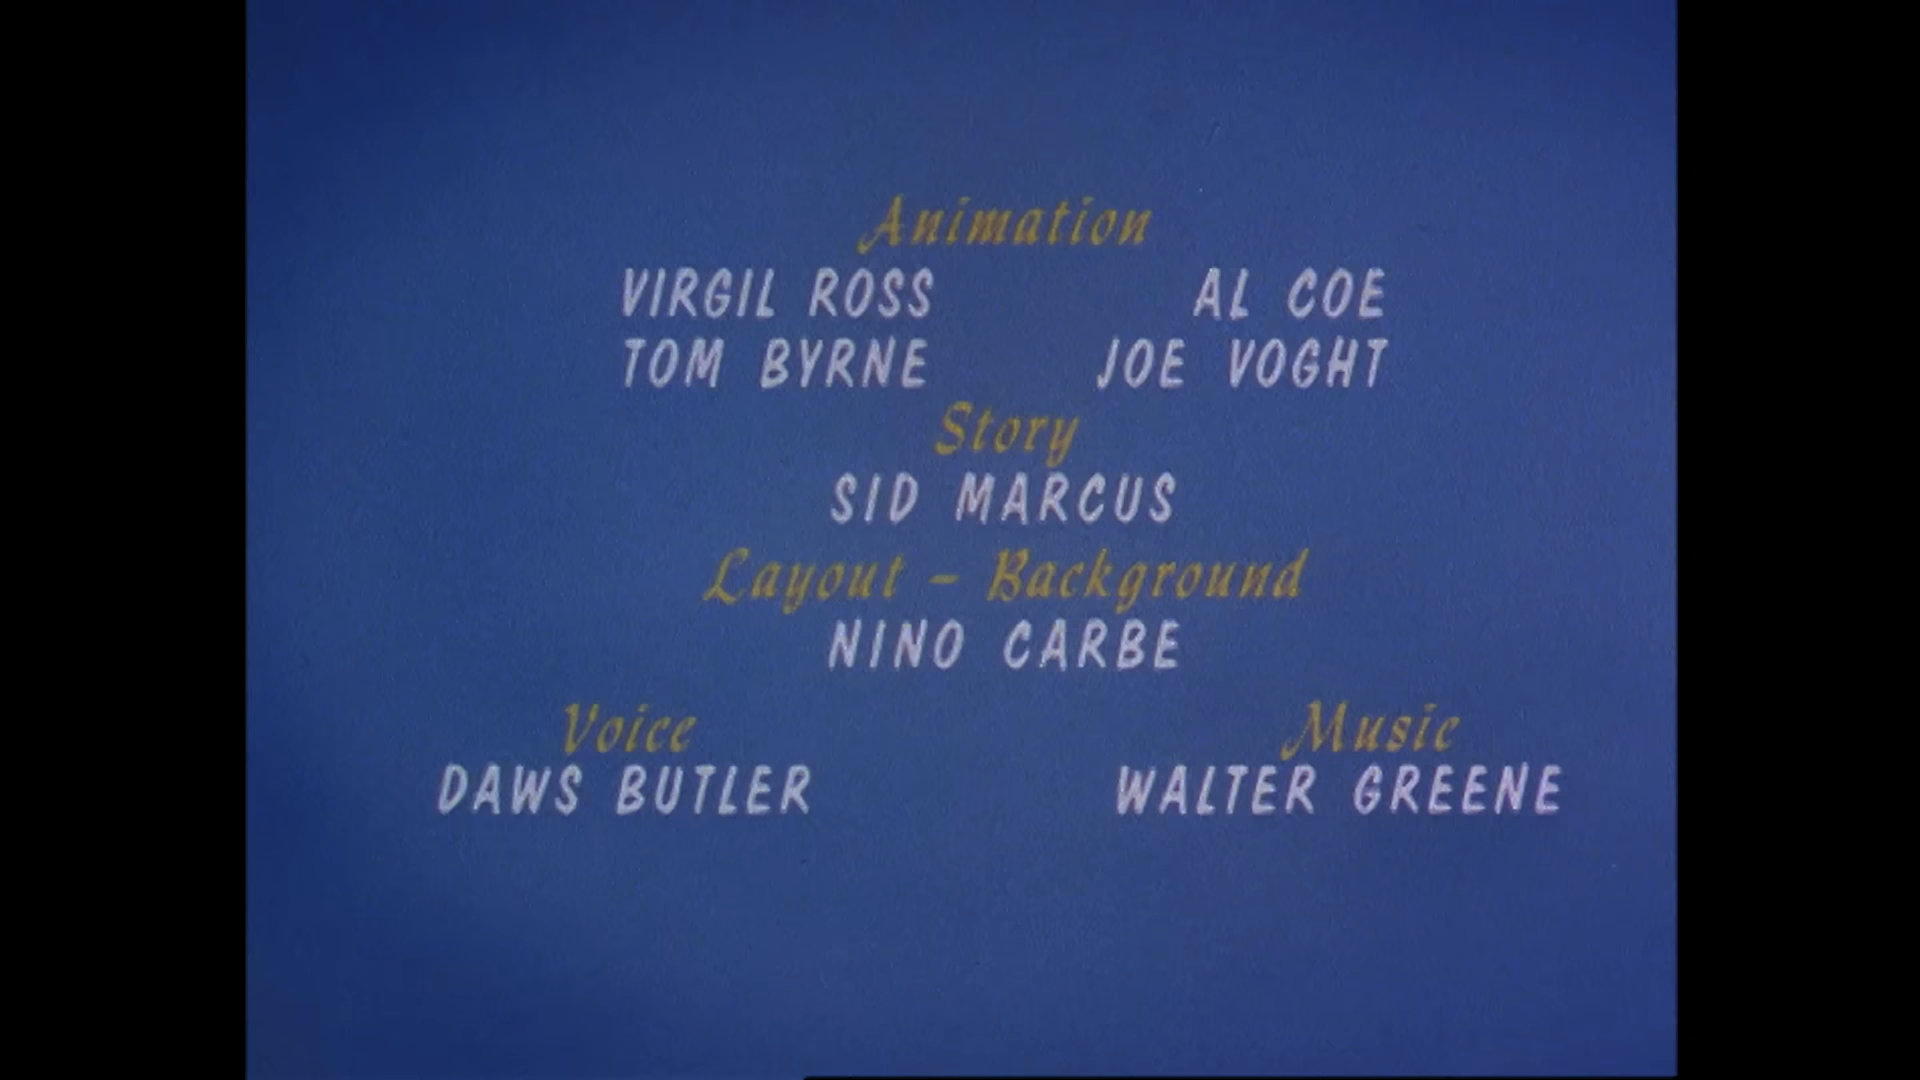 Animation
VIRGIL ROSS AL COE
TOM BYRNE JOE VOGHT
Story
SID MARCUS
Layout - Background
NINO CARBE
Voice Music
DAWS BUTLER WALTER GREENE